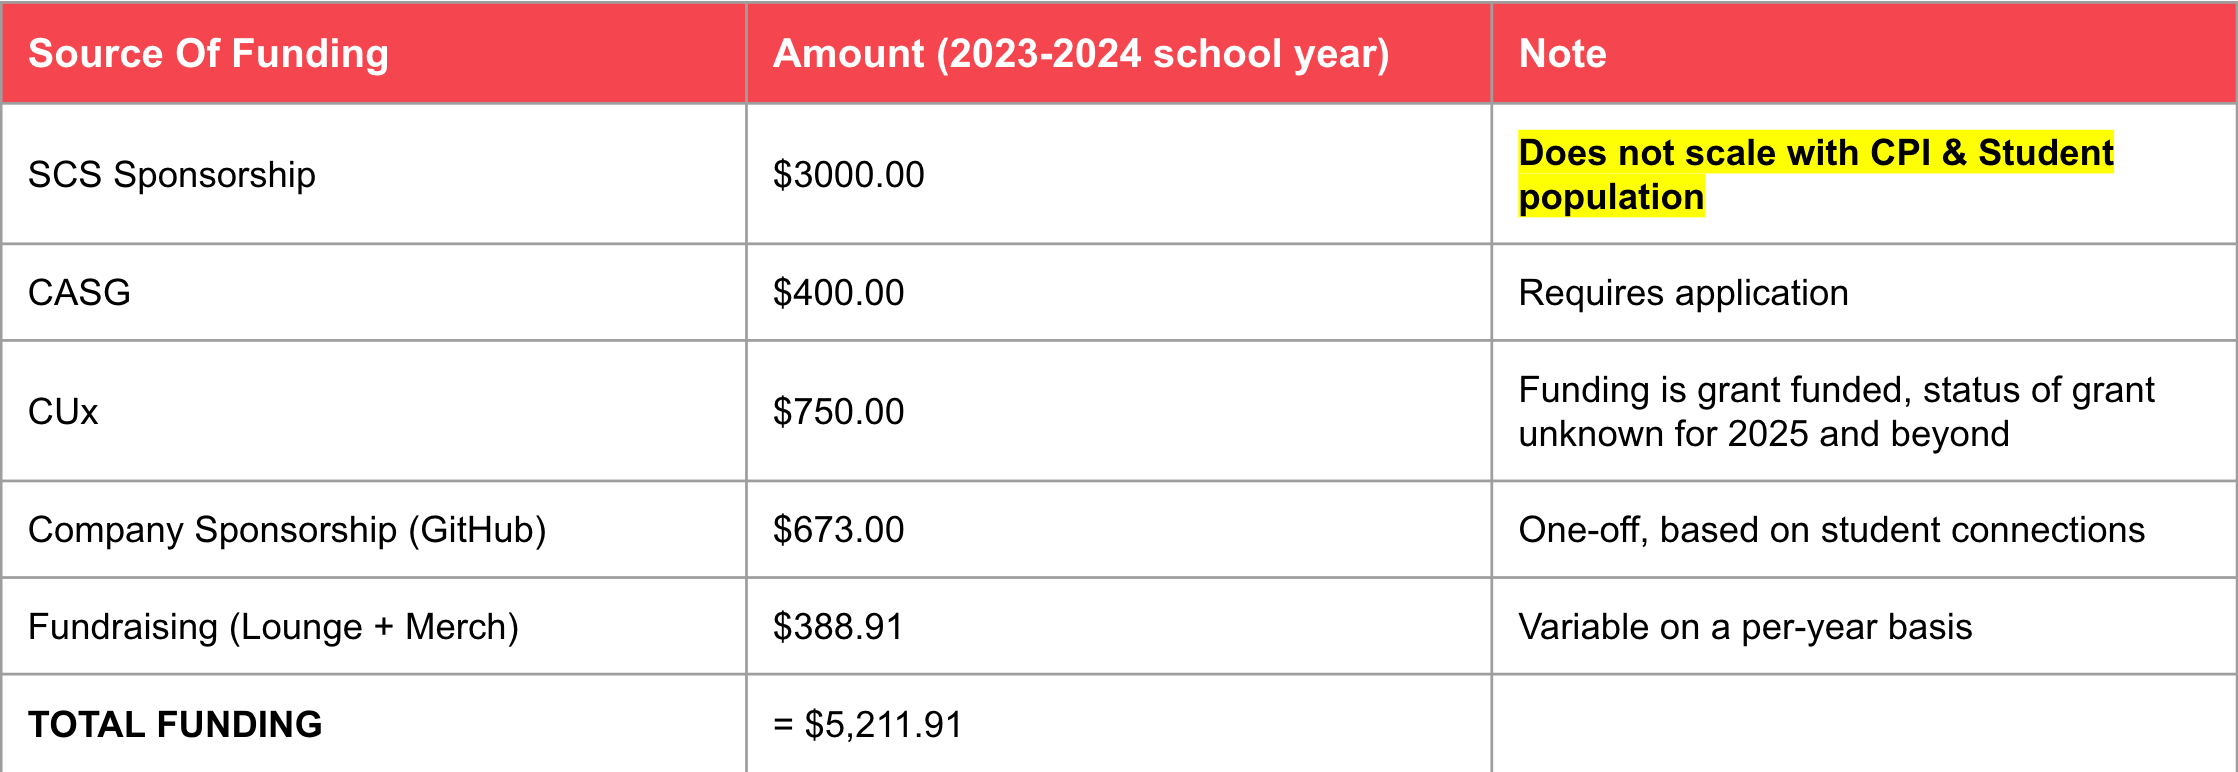 Source Of Funding
Amount (2023-2024 school year)
Note
SCS Sponsorship
$3000.00
Does not scale with CPI & Student
population
CASG
$400.00
Requires application
CUx
$750.00
Funding is grant funded, status of grant
unknown for 2025 and beyond
Company Sponsorship (GitHub)
$673.00
One-off, based on student connections
Fundraising (Lounge + Merch)
$388.91
Variable on a per-year basis
TOTAL FUNDING
= $5,211.91